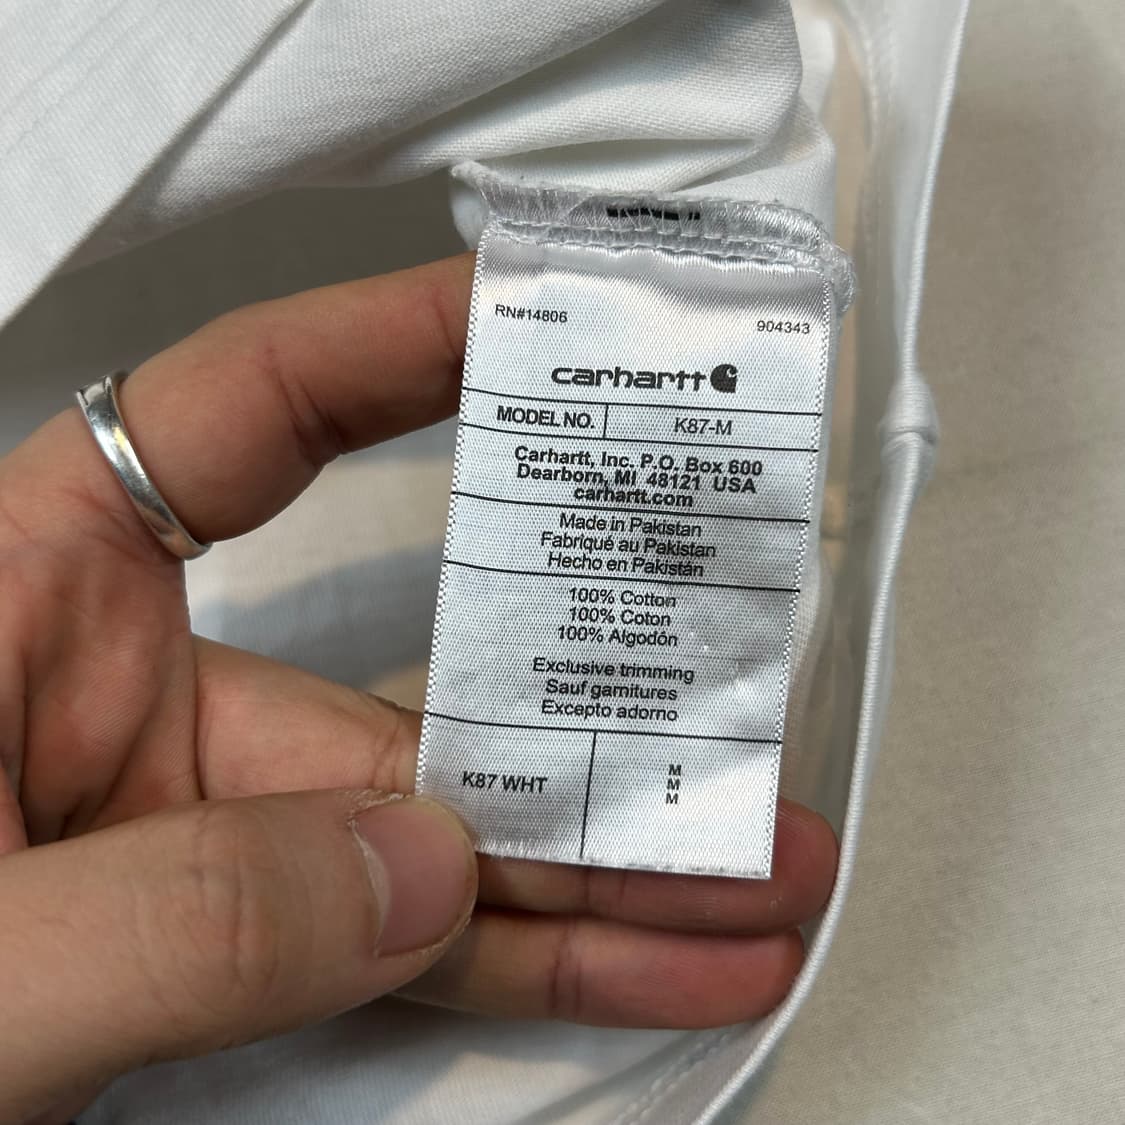 RN#14806
904343
carhartt
MODEL NO.
K87-M
Carhartt, Inc. P.O. Box 600
Dearborn, MI 48121 USA
carhartt.com
Made in Pakistan
Fabriqué au Pakistan
Hecho en Pakistán
100% Cotton
100% Coton
100% Algodón
Exclusive trimming
Sauf garnitures
Excepto adorno
K87 WHT
M
M
M